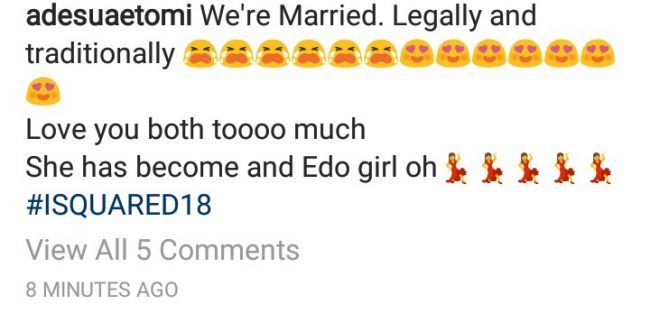 adesuaetomi We're Married. Legally and
traditionally 😭😭😭😭😭😭😍😍😍😍😍😍
😍
Love you both toooo much
She has become and Edo girl oh💃💃💃💃💃
#ISQUARED18
View All 5 Comments
8 MINUTES AGO